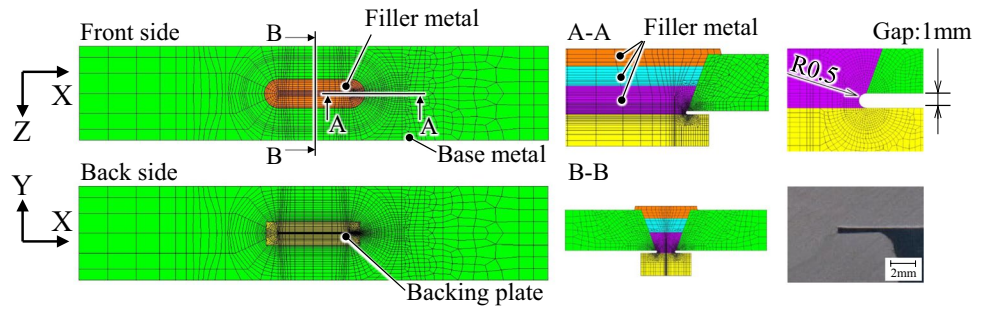 Front side
B
Filler metal
A-A
Filler metal
Gap:1mm
R0.5
X
Z
A
A
B
Base metal
Back side
B-B
Y
X
Backing plate
2mm